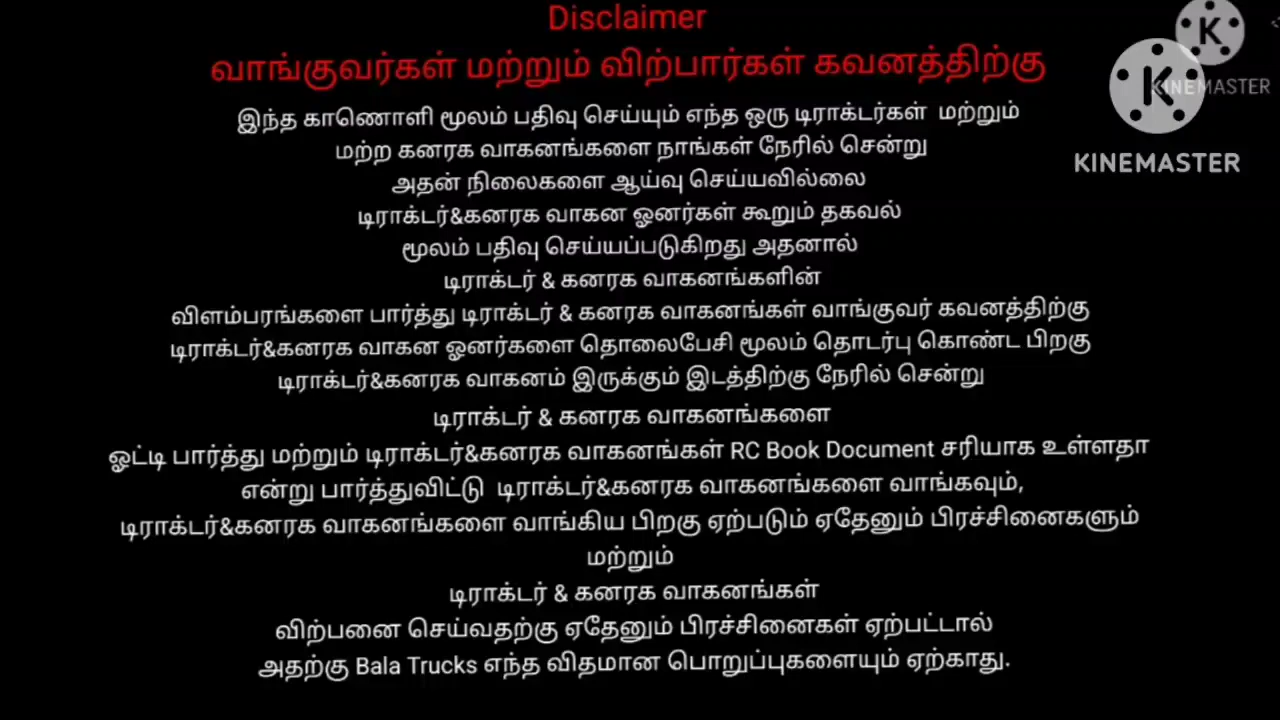 Disclaimer
வாங்குவர்கள் மற்றும் விற்பார்கள் கவனத்திற்கு
இந்த காணொளி மூலம் பதிவு செய்யும் எந்த ஒரு டிராக்டர்கள் மற்றும்
மற்ற கனரக வாகனங்களை நாங்கள் நேரில் சென்று
அதன் நிலைகளை ஆய்வு செய்யவில்லை
டிராக்டர்&கனரக வாகன ஓனர்கள் கூறும் தகவல்
மூலம் பதிவு செய்யப்படுகிறது அதனால்
டிராக்டர் & கனரக வாகனங்களின்
விளம்பரங்களை பார்த்து டிராக்டர் & கனரக வாகனங்கள் வாங்குவர் கவனத்திற்கு
டிராக்டர்&கனரக வாகன ஓனர்களை தொலைபேசி மூலம் தொடர்பு கொண்ட பிறகு
டிராக்டர்&கனரக வாகனம் இருக்கும் இடத்திற்கு நேரில் சென்று
டிராக்டர் & கனரக வாகனங்களை
ஓட்டி பார்த்து மற்றும் டிராக்டர்&கனரக வாகனங்கள் RC Book Document சரியாக உள்ளதா
என்று பார்த்துவிட்டு டிராக்டர்&கனரக வாகனங்களை வாங்கவும்,
டிராக்டர்&கனரக வாகனங்களை வாங்கிய பிறகு ஏற்படும் ஏதேனும் பிரச்சினைகளும்
மற்றும்
டிராக்டர் & கனரக வாகனங்கள்
விற்பனை செய்வதற்கு ஏதேனும் பிரச்சினைகள் ஏற்பட்டால்
அதற்கு Bala Trucks எந்த விதமான பொறுப்புகளையும் ஏற்காது.
K
KINEMASTER
K
KINEMASTER